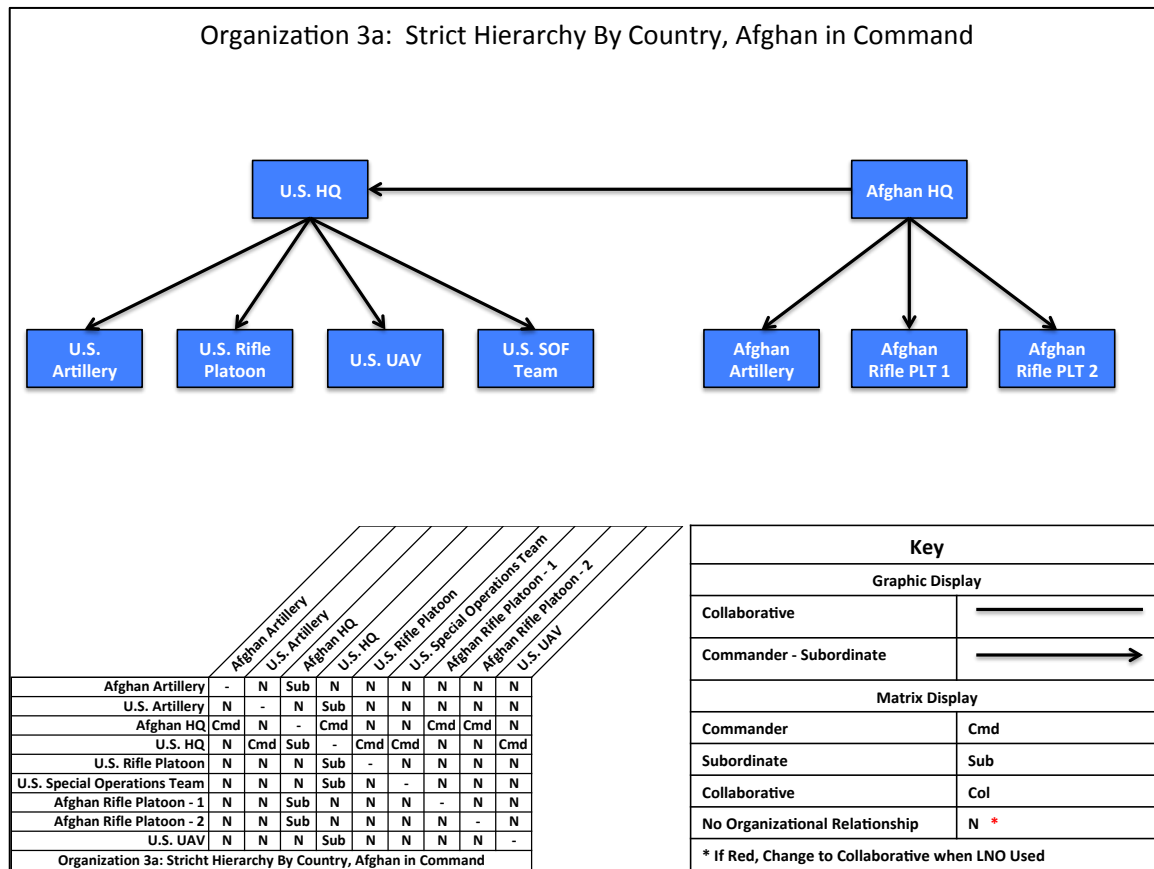 Organization 3a: Strict Hierarchy By Country, Afghan in Command
U.S. HQ
Afghan HQ
U.S.
Artillery
U.S. Rifle
Platoon
U.S. UAV
U.S. SOF
Team
Afghan
Artillery
Afghan
Rifle PLT 1
Afghan
Rifle PLT 2
Afghan Artillery
U.S. Artillery
Afghan HQ
U.S. HQ
U.S. Rifle Platoon
U.S. Special Operations Team
Afghan Rifle Platoon - 1
Afghan Rifle Platoon - 2
U.S. UAV
Afghan Artillery - N Sub N N N N N N
U.S. Artillery N - N Sub N N N N N
Afghan HQ Cmd N - Cmd N N Cmd Cmd N
U.S. HQ N Cmd Sub - Cmd Cmd N N Cmd
U.S. Rifle Platoon N N N Sub - N N N N
U.S. Special Operations Team N N N Sub N - N N N
Afghan Rifle Platoon - 1 N N Sub N N N - N N
Afghan Rifle Platoon - 2 N N Sub N N N N - N
U.S. UAV N N N Sub N N N N -
Organization 3a: Stricht Hierarchy By Country, Afghan in Command
Key
Graphic Display
Collaborative
Commander - Subordinate
Matrix Display
Commander Cmd
Subordinate Sub
Collaborative Col
No Organizational Relationship N *
* If Red, Change to Collaborative when LNO Used